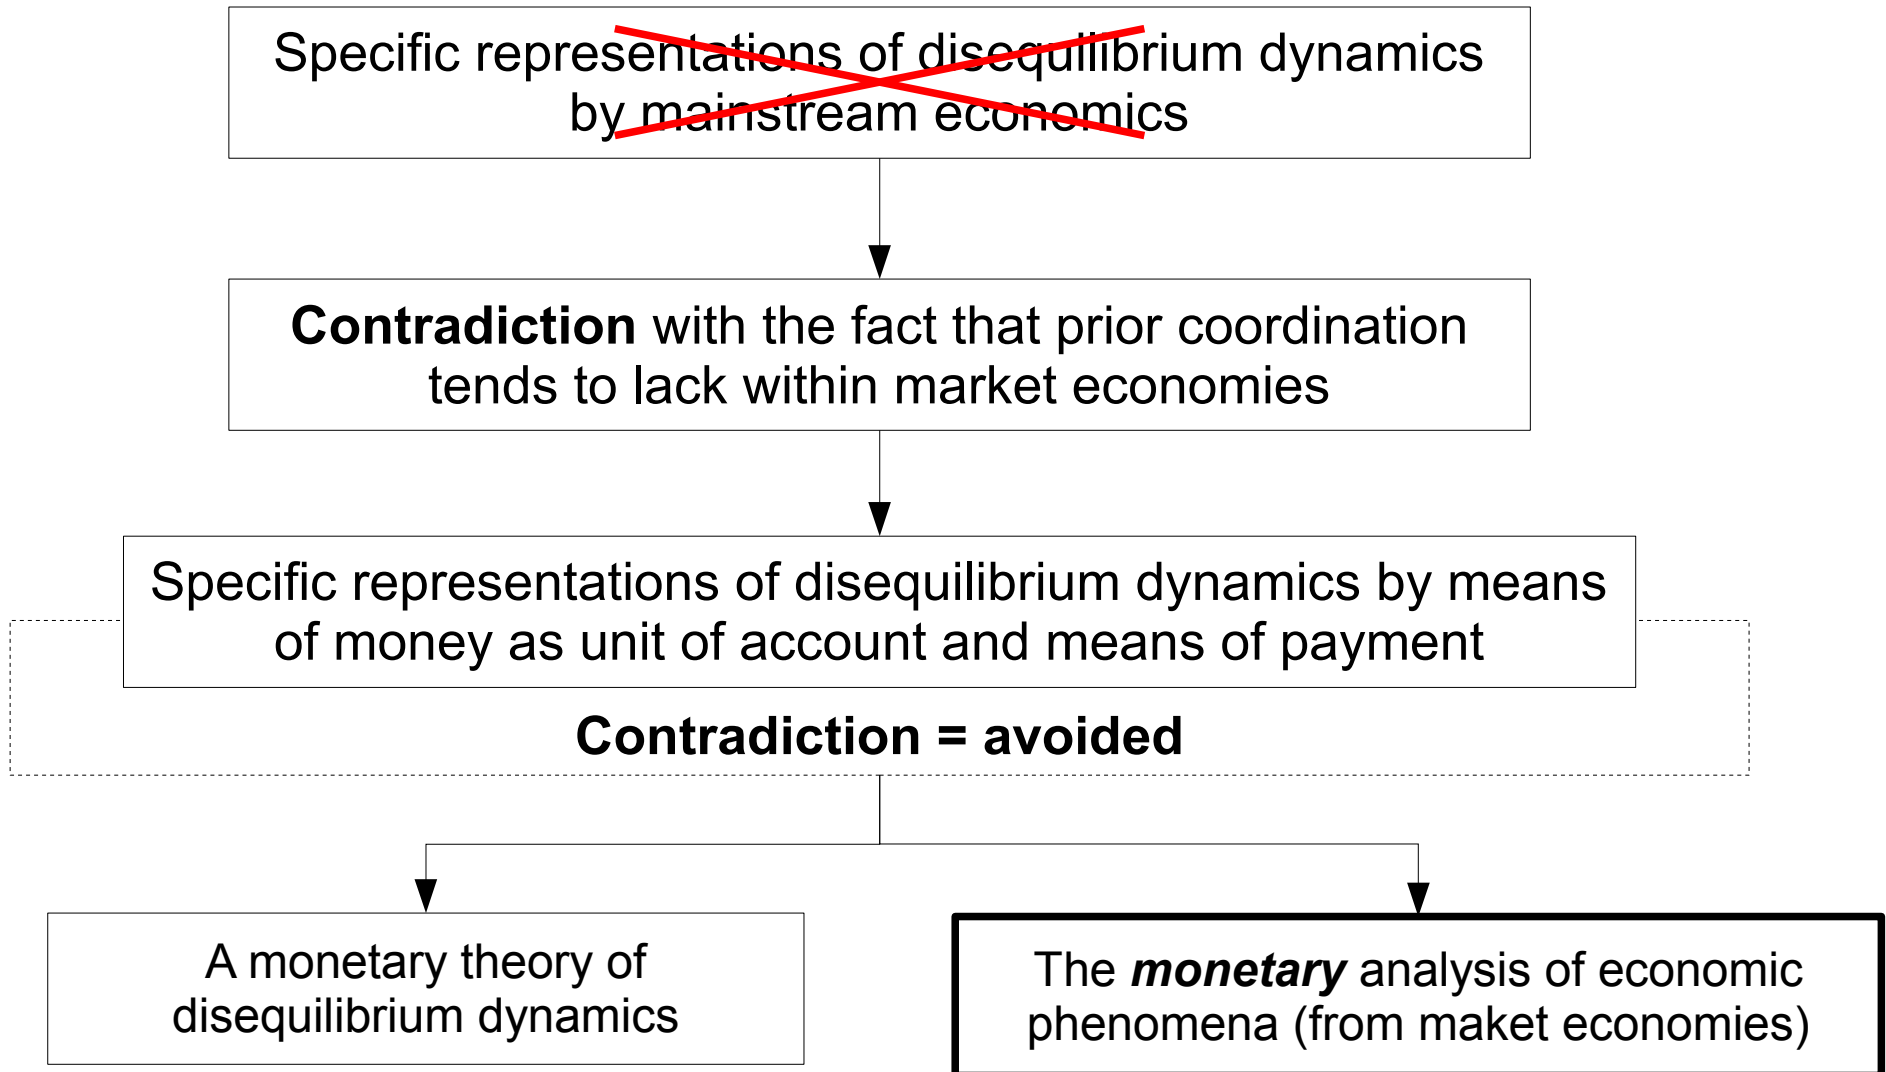 Specific representations of disequilibrium dynamics
by mainstream economics
Contradiction with the fact that prior coordination
tends to lack within market economies
Specific representations of disequilibrium dynamics by means
of money as unit of account and means of payment
Contradiction = avoided
A monetary theory of
disequilibrium dynamics
The monetary analysis of economic
phenomena (from maket economies)